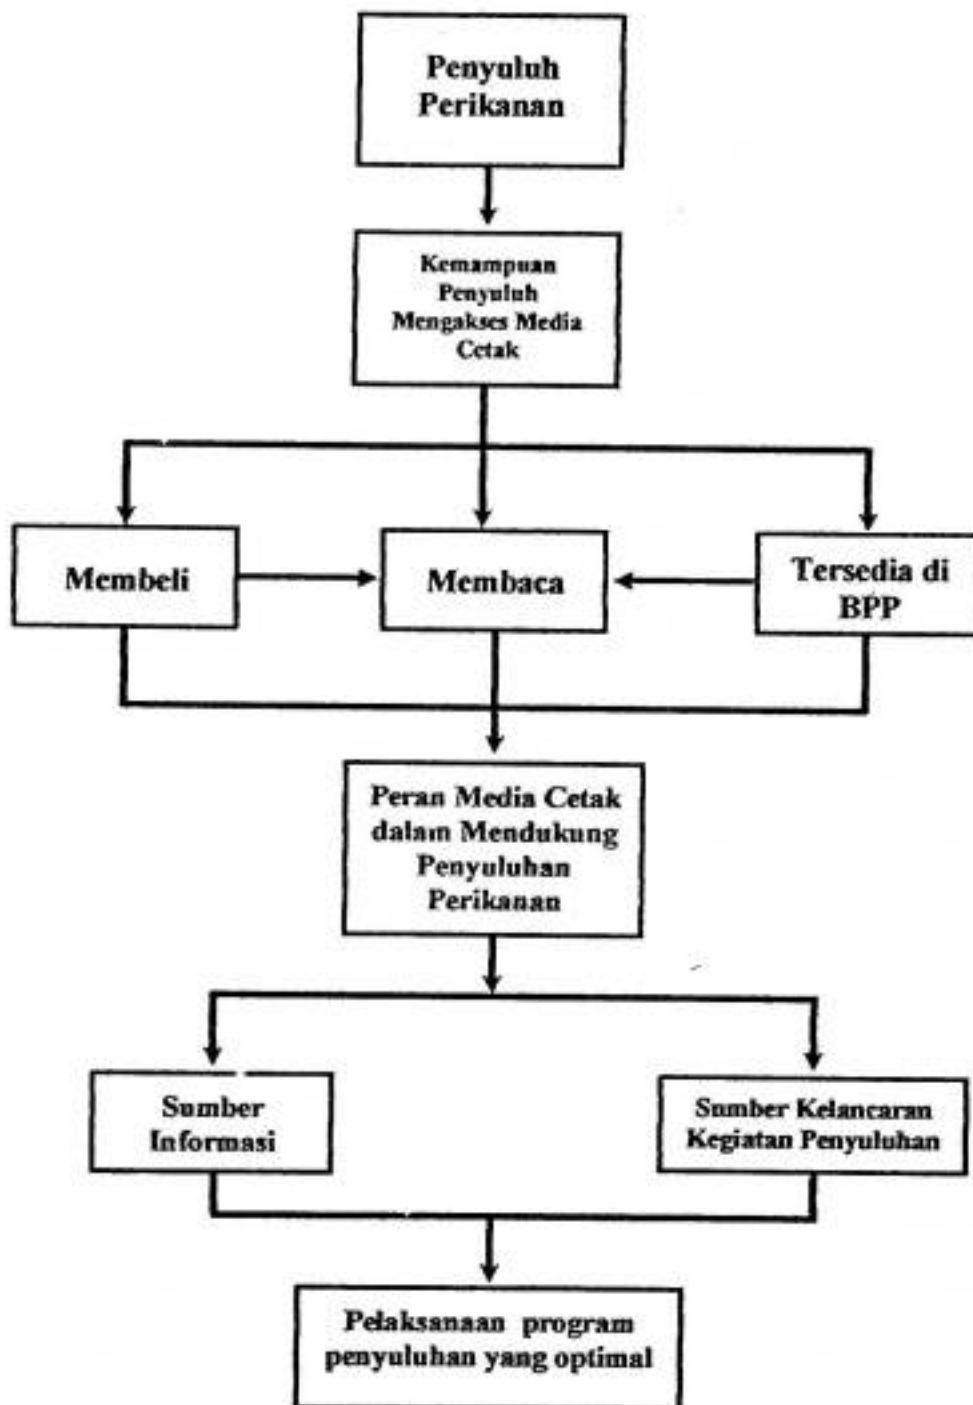 Penyuluh
Perikanan
Kemampuan
Penyuluh
Mengakses Media
Cetak
Membeli
Membaca
Tersedia di
BPP
Peran Media Cetak
dalam Mendukung
Penyuluhan
Perikanan
Sumber
Informasi
Sumber Kelancaran
Kegiatan Penyuluhan
Pelaksanaan program
penyuluhan yang optimal